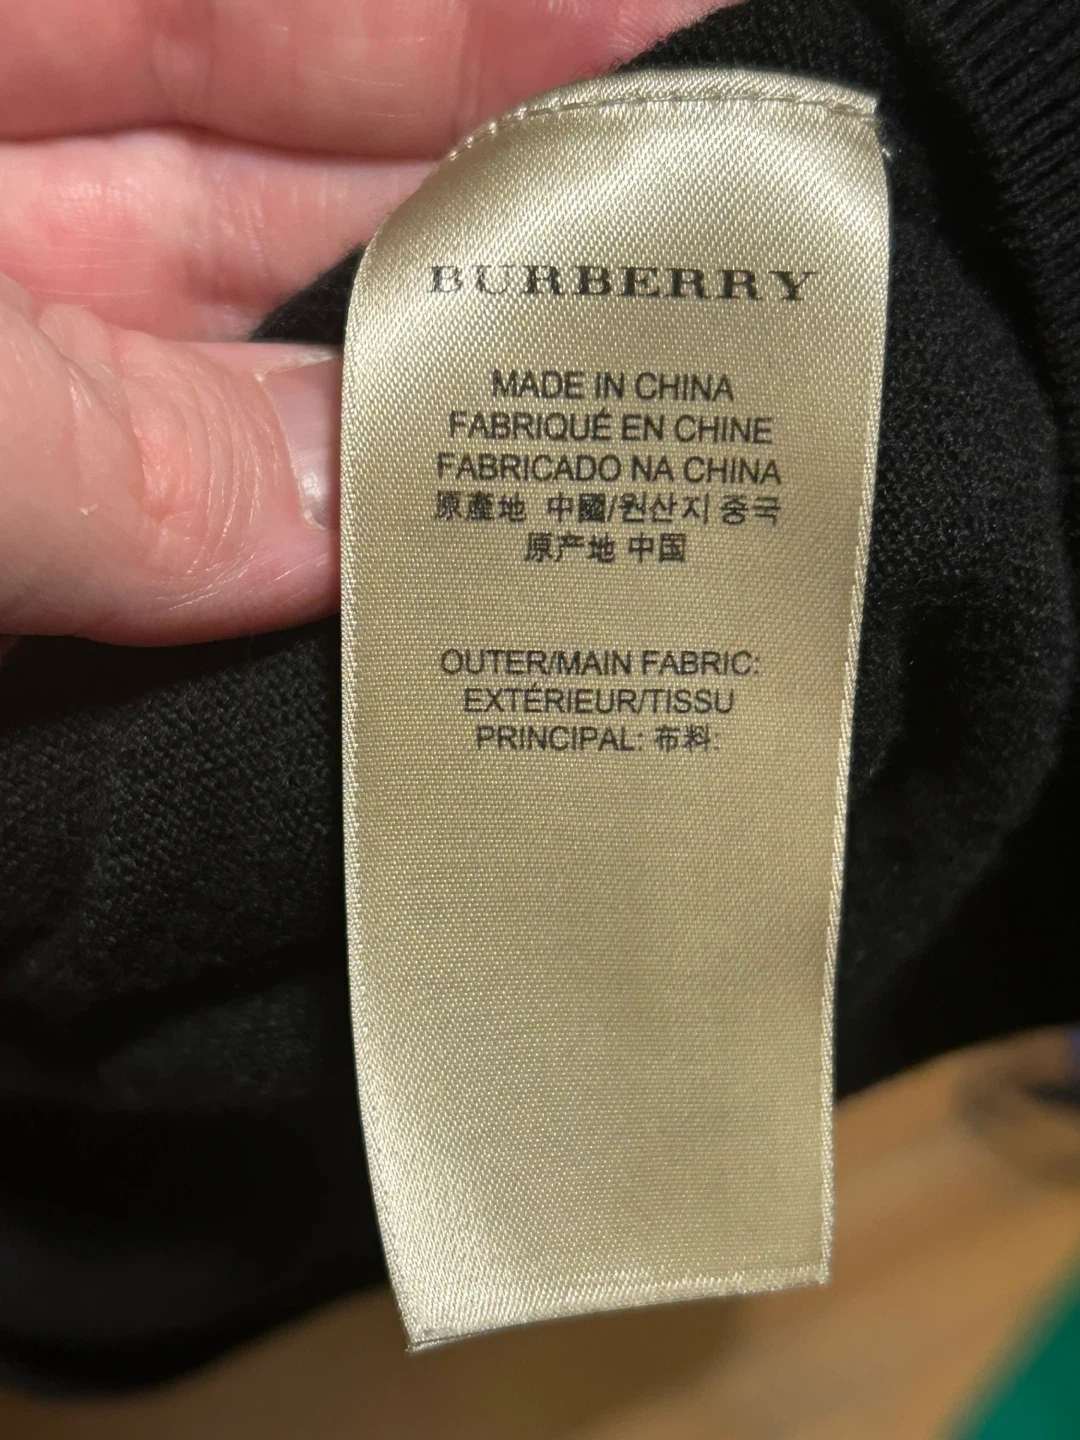 BURBERRY
MADE IN CHINA
FABRIQUÉ EN CHINE
FABRICADO NA CHINA
原產地 中國/원산지 중국
原产地 中国
OUTER/MAIN FABRIC:
EXTÉRIEUR/TISSU
PRINCIPAL: 布料: